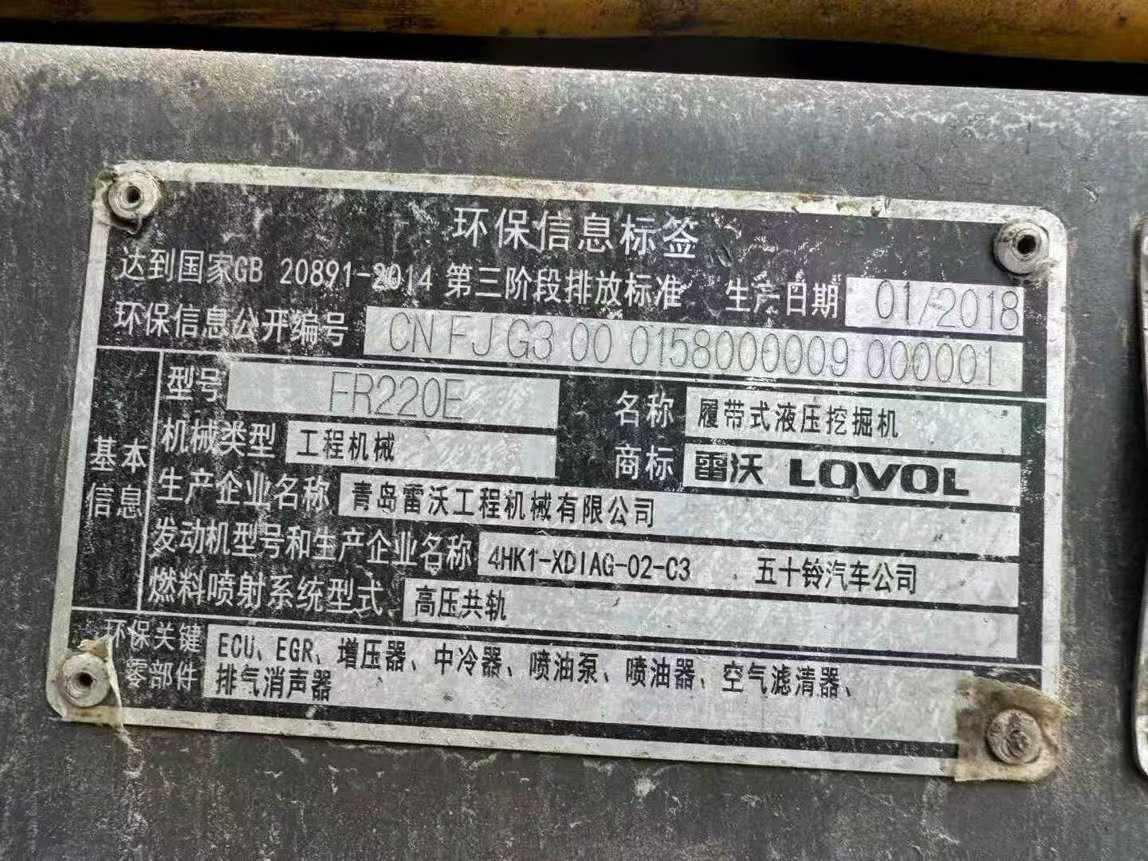 环保信息标签
达到国家GB 20891-2014 第三阶段排放标准 生产日期 01/2018
环保信息公开编号 CN FJ G3 00 0158000009 000001
基本信息
型号 FR220E 名称 履带式液压挖掘机
机械类型 工程机械 商标 雷沃 LOVOL
生产企业名称 青岛雷沃工程机械有限公司
发动机型号和生产企业名称 4HK1-XDIAG-02-C3 五十铃汽车公司
燃料喷射系统型式 高压共轨
环保关键零部件 ECU、EGR、增压器、中冷器、喷油泵、喷油器、空气滤清器、
排气消声器